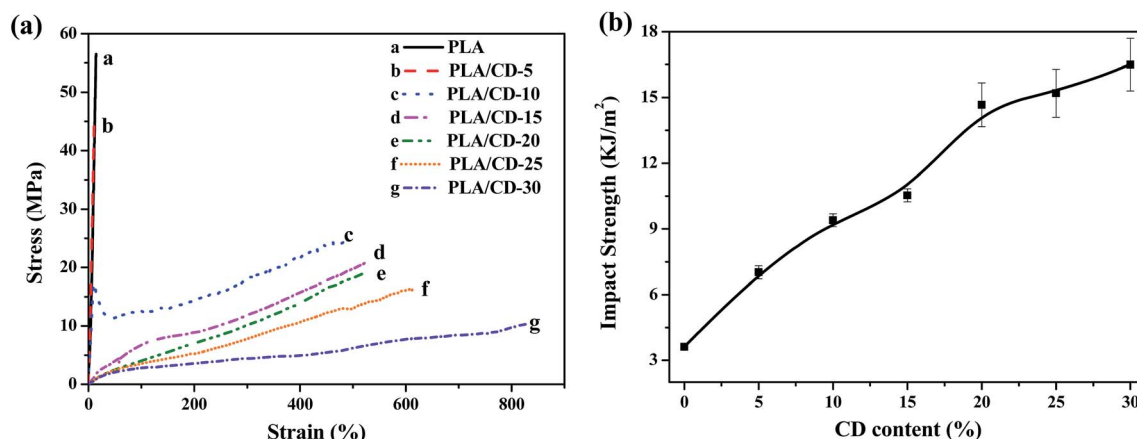 (a)
60
50
40
30
20
10
0
Stress (MPa)
0 200 400 600 800
Strain (%)
a PLA
b PLA/CD-5
c PLA/CD-10
d PLA/CD-15
e PLA/CD-20
f PLA/CD-25
g PLA/CD-30
a
b
c
d
e
f
g
(b)
18
15
12
9
6
3
Impact Strength (KJ/m²)
0 5 10 15 20 25 30
CD content (%)